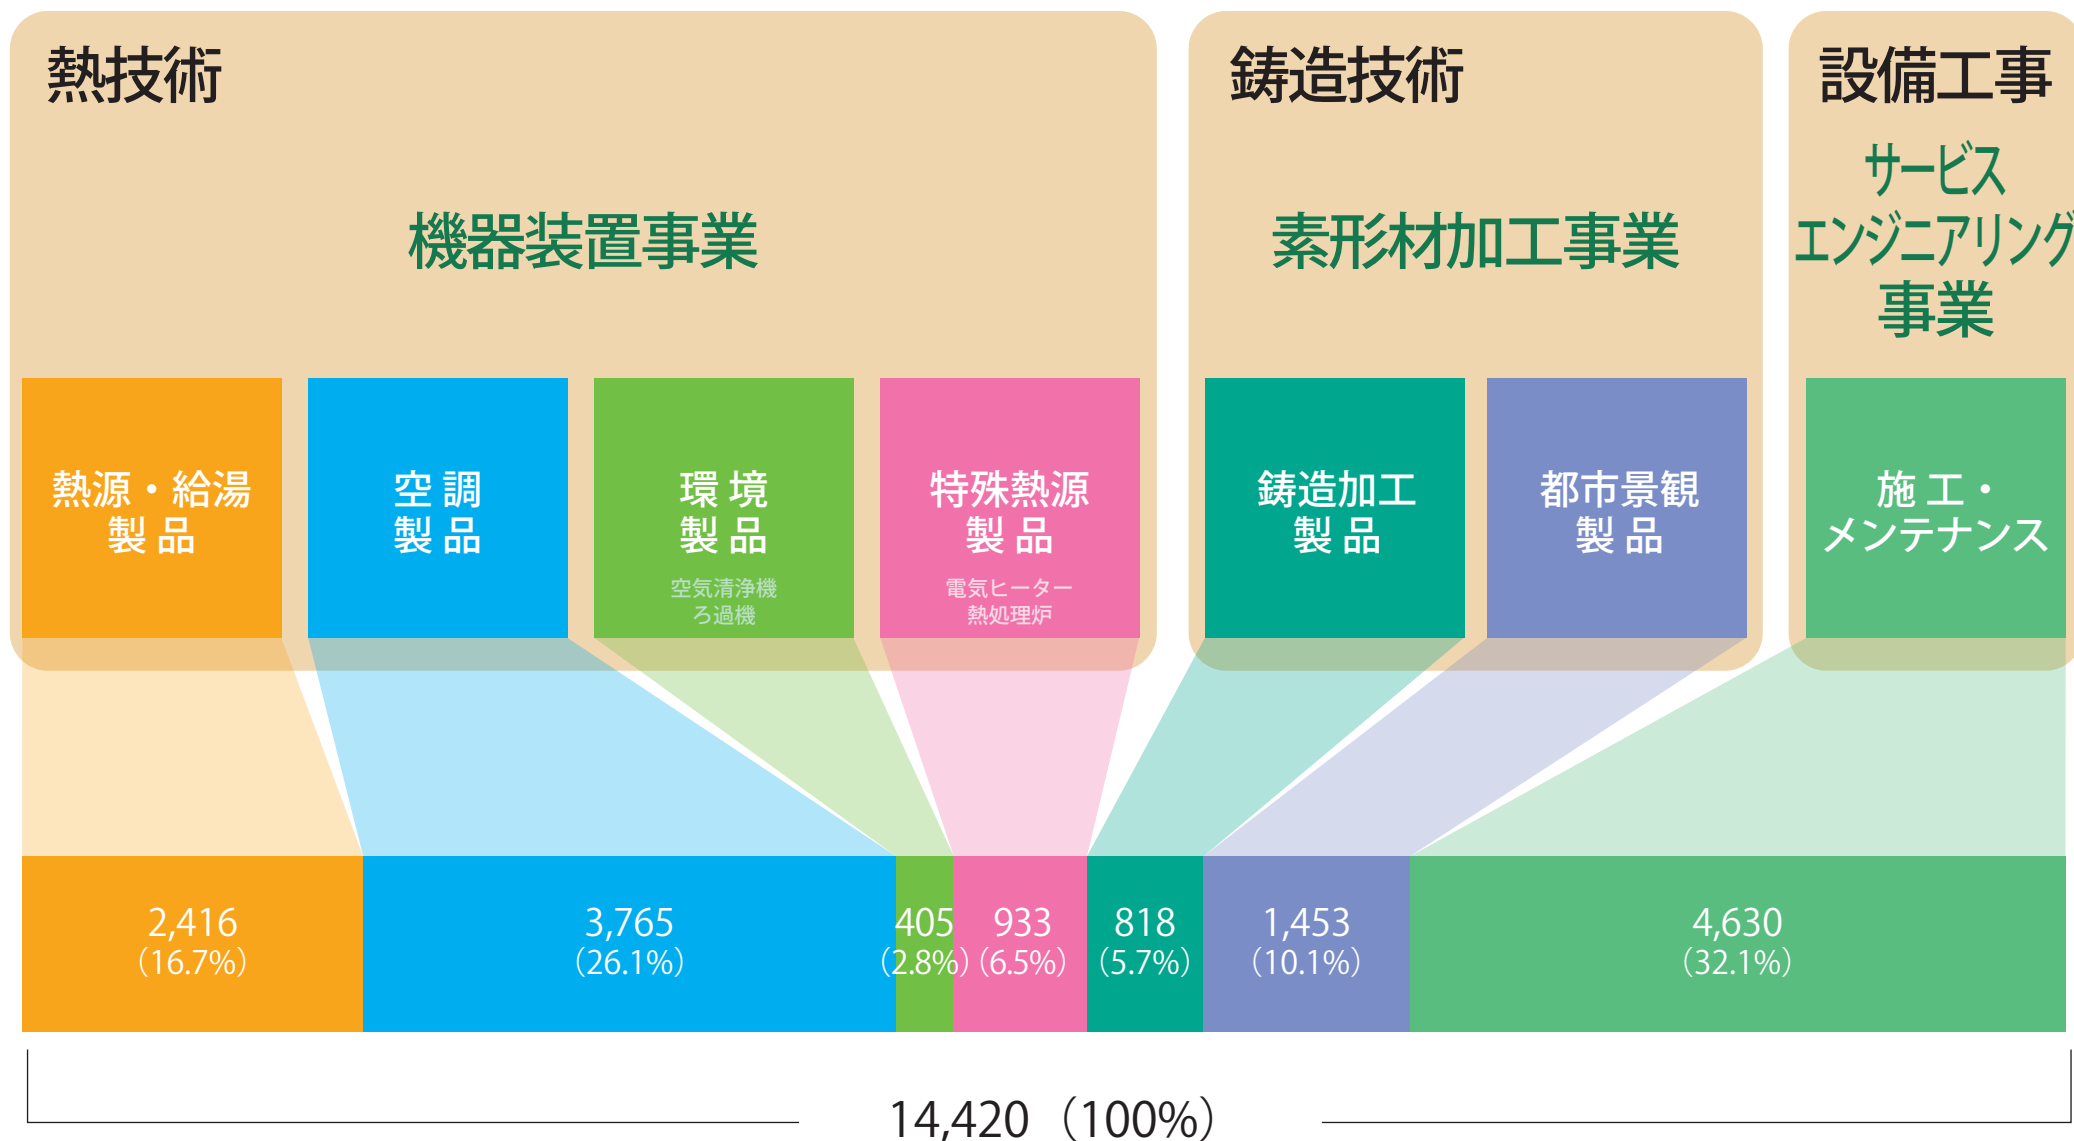 熱技術
機器装置事業
鋳造技術
素形材加工事業
設備工事
サービス
エンジニアリング
事業
熱源・給湯
製品
空調
製品
環境
製品
空気清浄機
ろ過機
特殊熱源
製品
電気ヒーター
熱処理炉
鋳造加工
製品
都市景観
製品
施工・
メンテナンス
2,416
（16.7%）
3,765
（26.1%）
405
（2.8%）
933
（6.5%）
818
（5.7%）
1,453
（10.1%）
4,630
（32.1%）
14,420（100%）